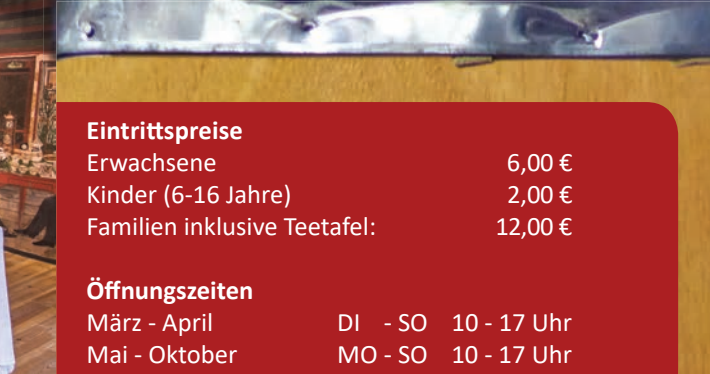 Eintrittspreise
Erwachsene 6,00 €
Kinder (6-16 Jahre) 2,00 €
Familien inklusive Teetafel: 12,00 €
Öffnungszeiten
März - April DI - SO 10 - 17 Uhr
Mai - Oktober MO - SO 10 - 17 Uhr